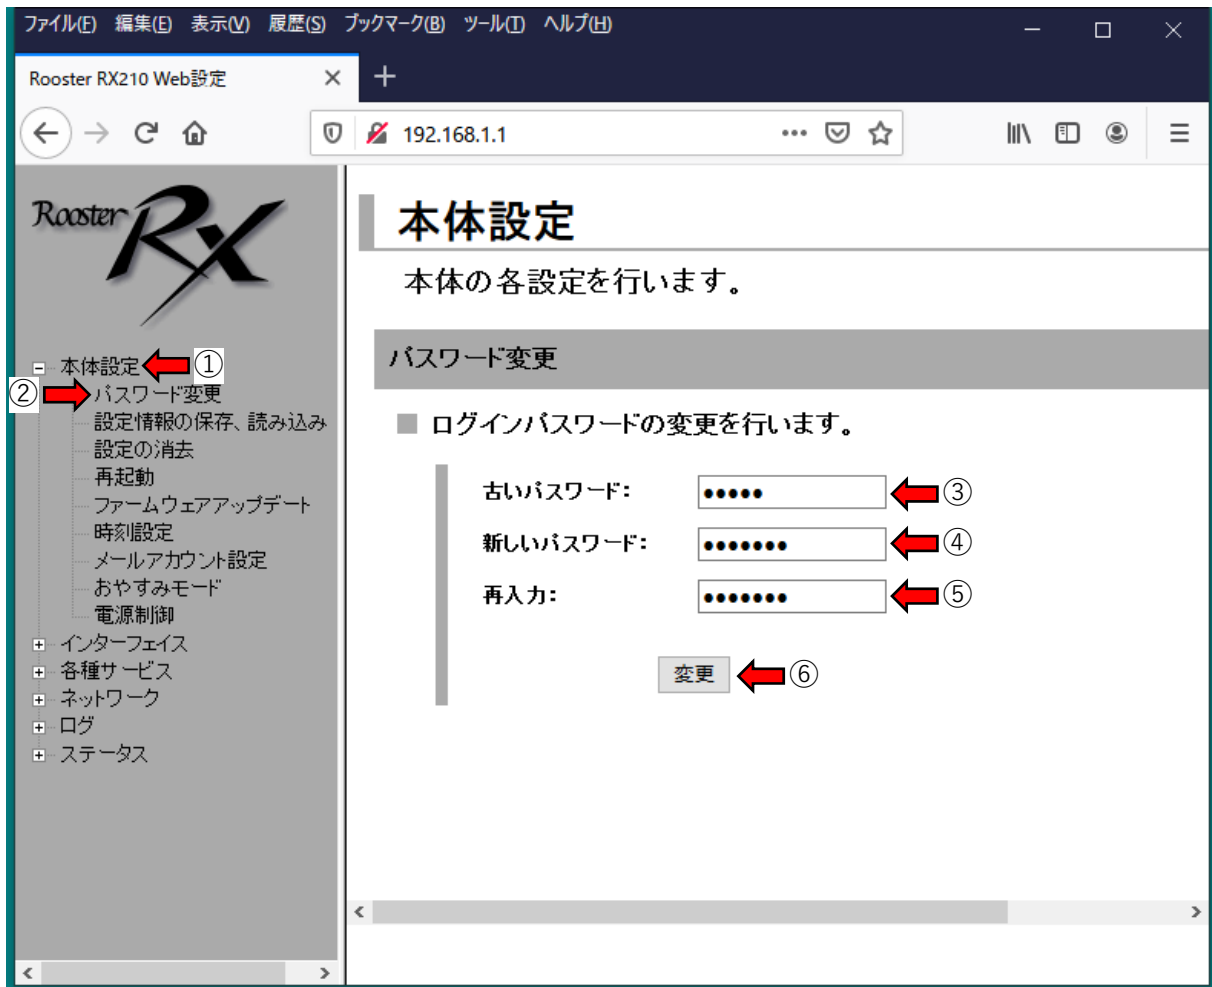 ファイル(F) 編集(E) 表示(V) 履歴(S) ブックマーク(B) ツール(T) ヘルプ(H)
Rooster RX210 Web設定
192.168.1.1
Rooster RX
本体設定
本体の各設定を行います。
パスワード変更
本体設定 ①
② パスワード変更
設定情報の保存、読み込み
設定の消去
再起動
ファームウェアアップデート
時刻設定
メールアカウント設定
おやすみモード
電源制御
インターフェイス
各種サービス
ネットワーク
ログ
ステータス
ログインパスワードの変更を行います。
古いパスワード: ●●●●● ③
新しいパスワード: ●●●●●●● ④
再入力: ●●●●●●● ⑤
変更 ⑥